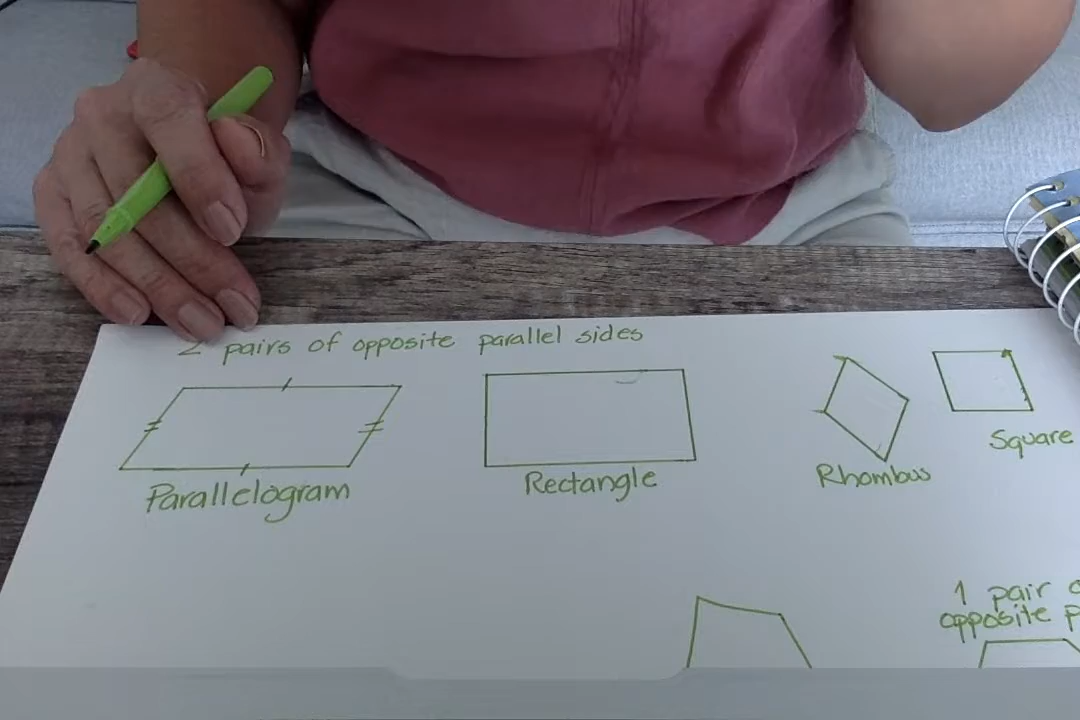 2 pairs of opposite parallel sides
Parallelogram
Rectangle
Rhombus
Square
1 pair
opposite